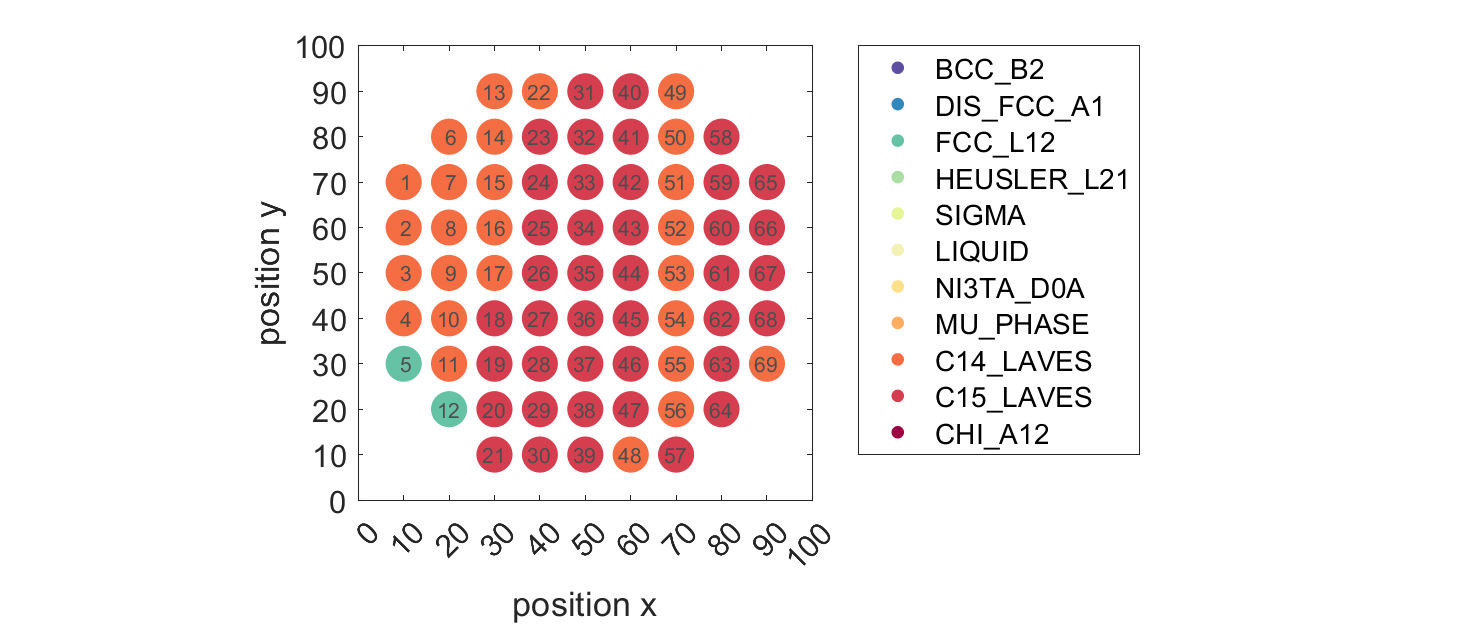 100
90
80
70
60
50
40
30
20
10
0
position y
13 22 31 40 49
6 14 23 32 41 50 58
1 7 15 24 33 42 51 59 65
2 8 16 25 34 43 52 60 66
3 9 17 26 35 44 53 61 67
4 10 18 27 36 45 54 62 68
5 11 19 28 37 46 55 63 69
12 20 29 38 47 56 64
21 30 39 48 57
0 10 20 30 40 50 60 70 80 90 100
position x
BCC_B2
DIS_FCC_A1
FCC_L12
HEUSLER_L21
SIGMA
LIQUID
NI3TA_D0A
MU_PHASE
C14_LAVES
C15_LAVES
CHI_A12